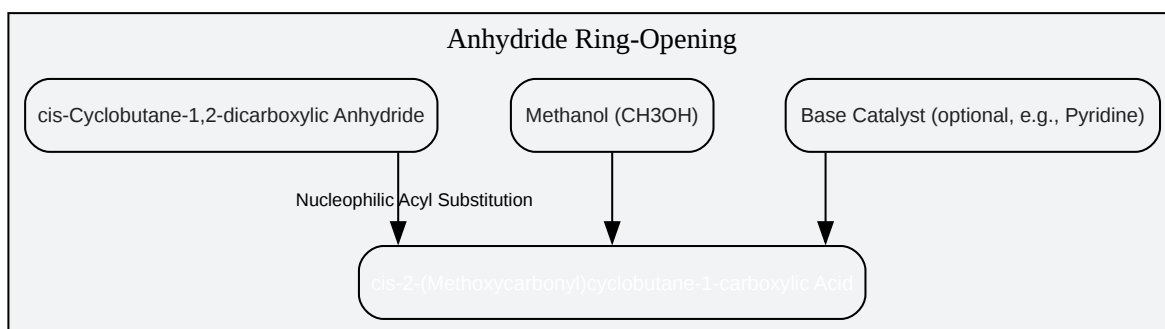 Anhydride Ring-Opening
cis-Cyclobutane-1,2-dicarboxylic Anhydride
Methanol (CH3OH)
Base Catalyst (optional, e.g., Pyridine)
Nucleophilic Acyl Substitution
cis-2-(Methoxycarbonyl)cyclobutane-1-carboxylic Acid